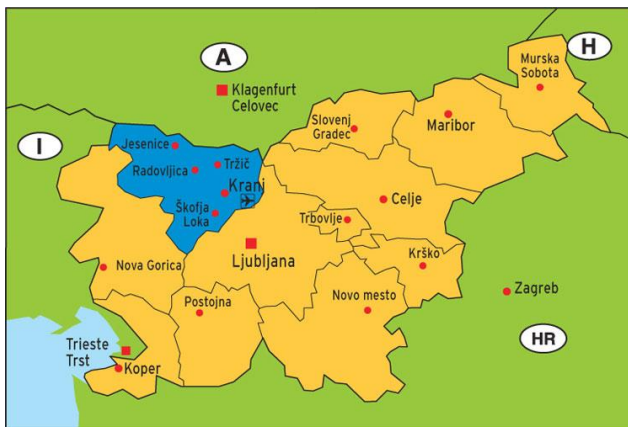 A
H
Klagenfurt
Celovec
Murska
Sobota
Slovenj
Gradec
Maribor
I
Jesenice
Tržič
Radovljica
Kranj
Škofja
Loka
Celje
Trbovlje
Ljubljana
Krško
Nova Gorica
Zagreb
Postojna
Novo mesto
Trieste
Trst
HR
Koper